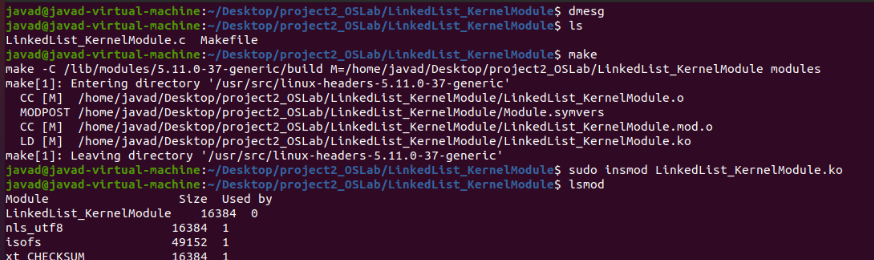 javad@javad-virtual-machine:~/Desktop/project2_OSLab/LinkedList_KernelModule$ dmesg
javad@javad-virtual-machine:~/Desktop/project2_OSLab/LinkedList_KernelModule$ ls
LinkedList_KernelModule.c  Makefile
javad@javad-virtual-machine:~/Desktop/project2_OSLab/LinkedList_KernelModule$ make
make -C /lib/modules/5.11.0-37-generic/build M=/home/javad/Desktop/project2_OSLab/LinkedList_KernelModule modules
make[1]: Entering directory '/usr/src/linux-headers-5.11.0-37-generic'
  CC [M]  /home/javad/Desktop/project2_OSLab/LinkedList_KernelModule/LinkedList_KernelModule.o
  MODPOST /home/javad/Desktop/project2_OSLab/LinkedList_KernelModule/Module.symvers
  CC [M]  /home/javad/Desktop/project2_OSLab/LinkedList_KernelModule/LinkedList_KernelModule.mod.o
  LD [M]  /home/javad/Desktop/project2_OSLab/LinkedList_KernelModule/LinkedList_KernelModule.ko
make[1]: Leaving directory '/usr/src/linux-headers-5.11.0-37-generic'
javad@javad-virtual-machine:~/Desktop/project2_OSLab/LinkedList_KernelModule$ sudo insmod LinkedList_KernelModule.ko
javad@javad-virtual-machine:~/Desktop/project2_OSLab/LinkedList_KernelModule$ lsmod
Module                  Size  Used by
LinkedList_KernelModule    16384  0
nls_utf8               16384  1
isofs                  49152  1
xt_CHECKSUM            16384  1